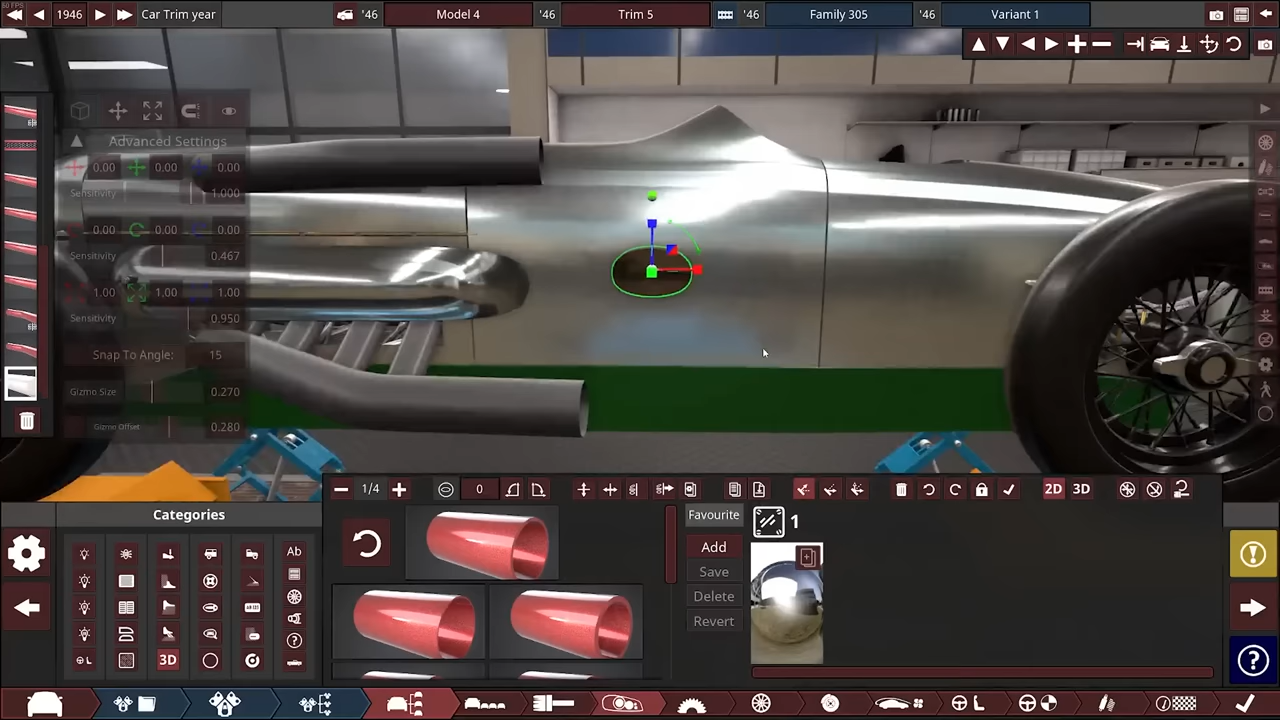 60 FPS
1946 Car Trim year '46 Model 4 '46 Trim 5 '46 Family 305 '46 Variant 1
Advanced Settings
0.00 0.00 0.00
Sensitivity 1.000
0.00 0.00 0.00
Sensitivity 0.467
1.00 1.00 1.00
Sensitivity 0.950
Snap To Angle: 15
Gizmo Size 0.270
Gizmo Offset 0.280
1/4 0 2D 3D
Categories
Favourite 1
Add
Save
Delete
Revert
Ab
L
3D
?
L